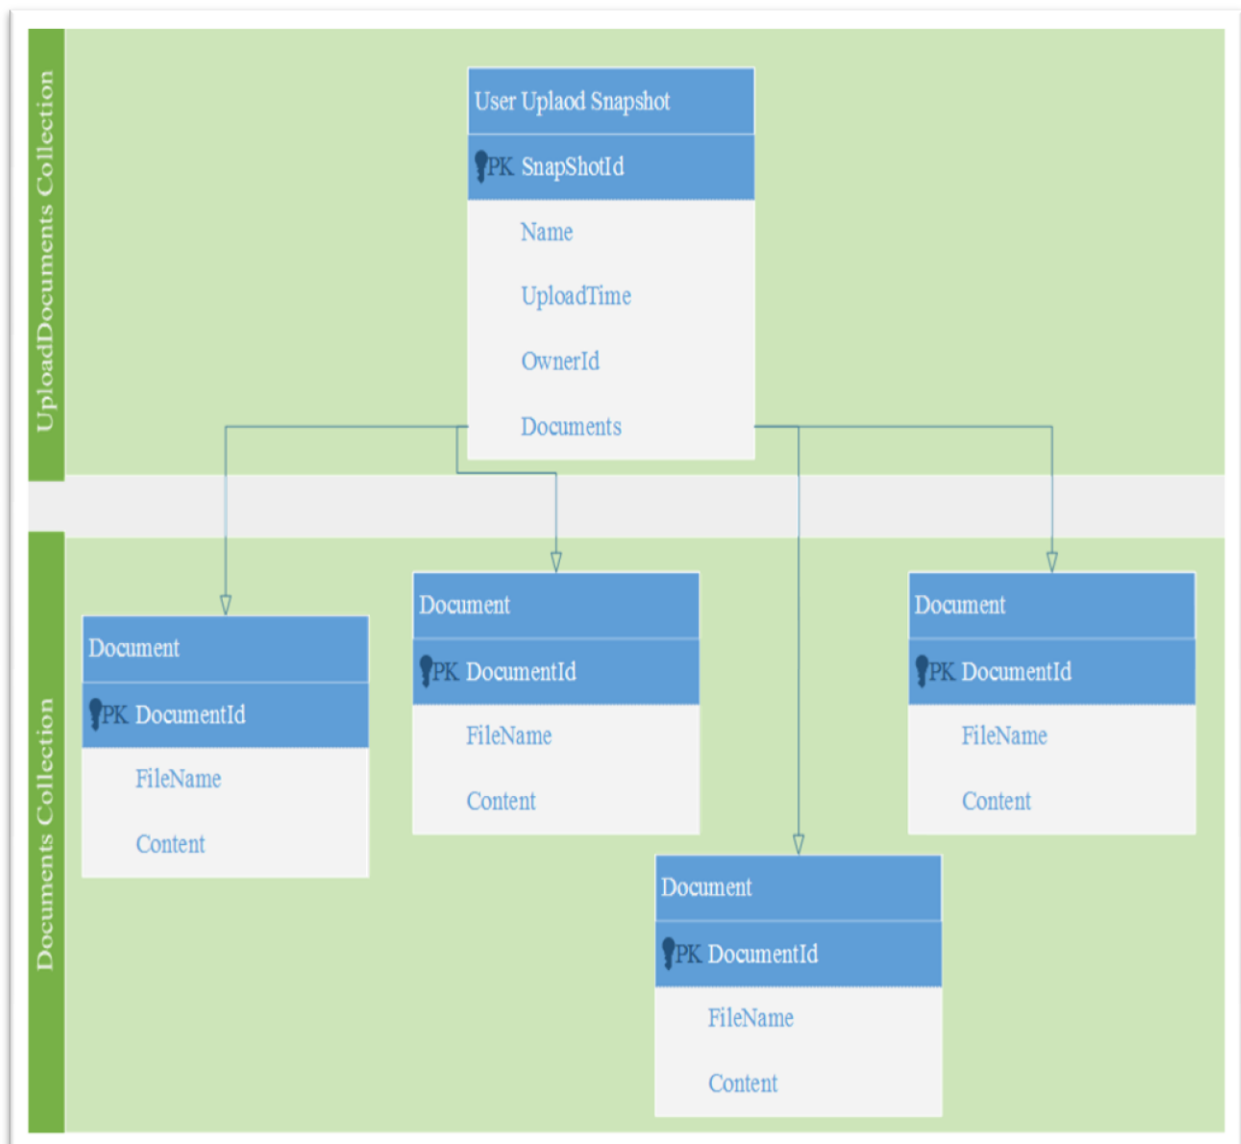 UploadDocuments Collection
User Uplaod Snapshot
PK SnapShotId
Name
UploadTime
OwnerId
Documents
Documents Collection
Document
PK DocumentId
FileName
Content
Document
PK DocumentId
FileName
Content
Document
PK DocumentId
FileName
Content
Document
PK DocumentId
FileName
Content